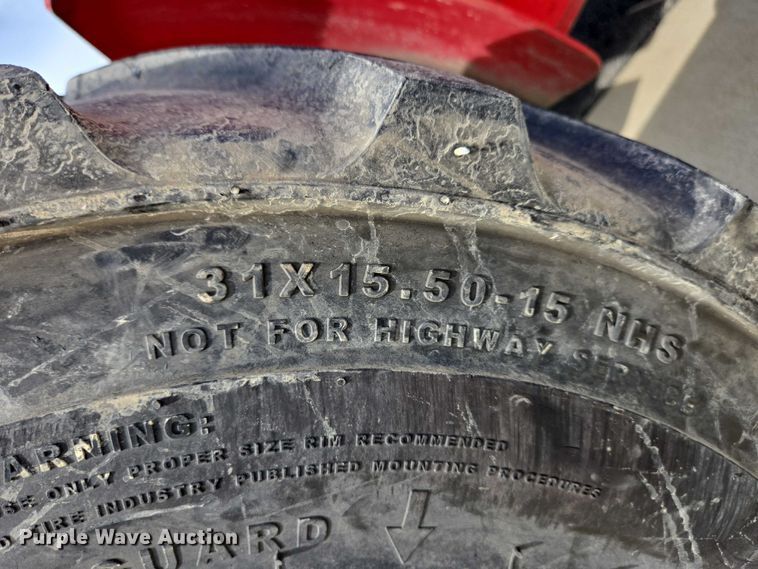 31X15.50-15 NHS
NOT FOR HIGHWAY
WARNING:
USE ONLY PROPER SIZE RIM RECOMMENDED
TIRE INDUSTRY PUBLISHED MOUNTING PROCEDURES
GUARD
Purple Wave Auction